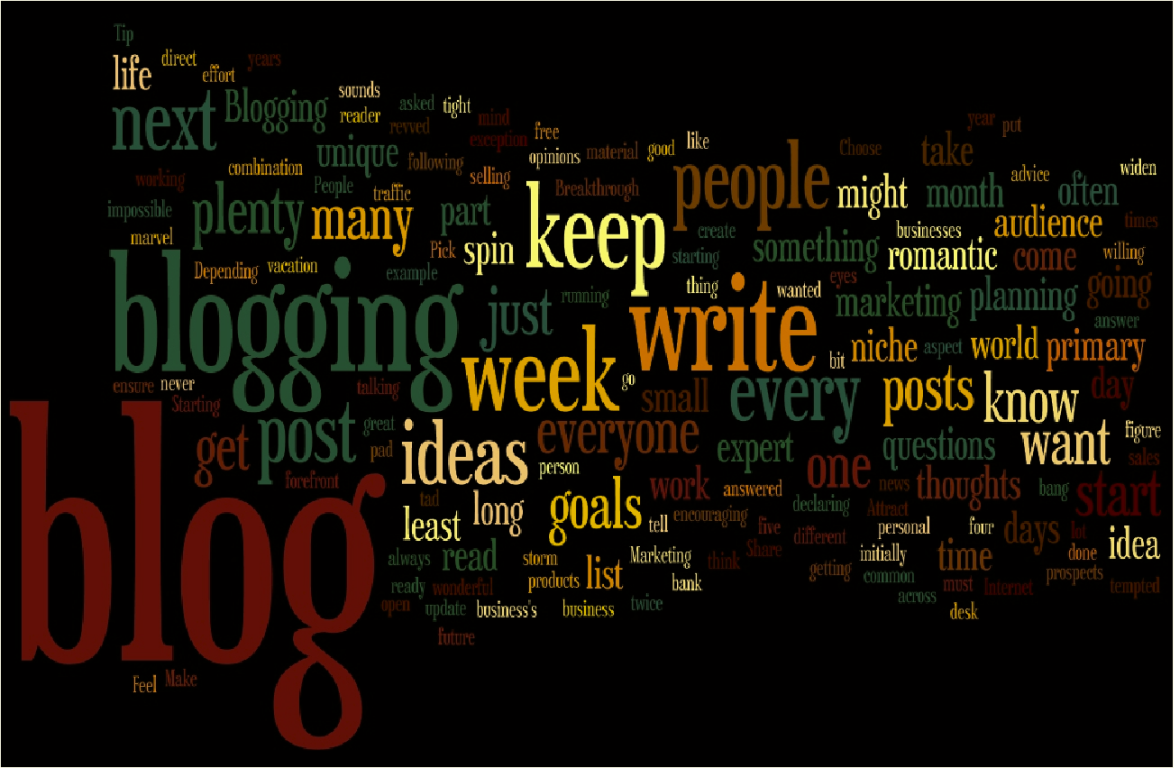 Tip
life direct effort years
next Blogging sounds reader asked tight revved
mind exception free
year put
unique following opinions material good like
Choose take
combination selling
people might month advice often widen
working People traffic Breakthrough
impossible plenty many part keep
create businesses audience times
marvel Pick spin starting something romantic come willing
Depending vacation example
thing wanted eyes
blogging just running write marketing planning going
answer
week go bit niche aspect world primary
ensure never talking small every posts know day
Starting
get post great pad ideas everyone expert questions want figure
forefront person one sales
work answered news thoughts bang start
tad long goals declaring Attract
least tell encouraging five different personal four days lot
always read storm Marketing think Share initially time done idea
ready wonderful products list bank getting common must Internet prospects tempted
blog
open update business's business twice across desk
future
Feel Make